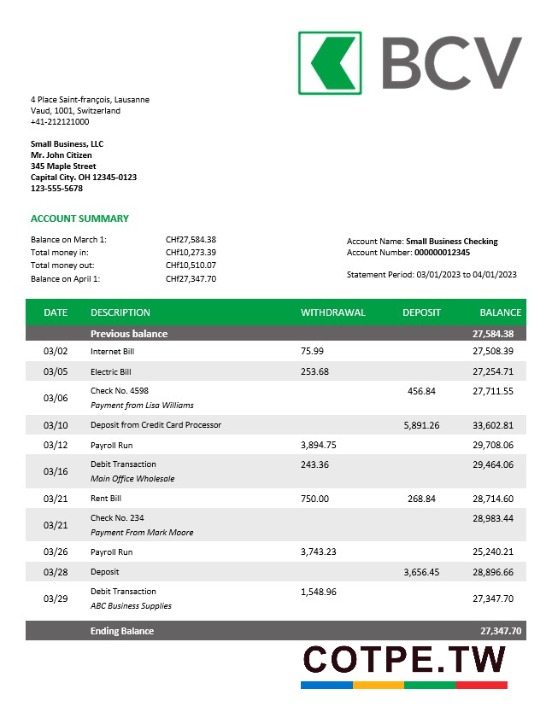 BCV
4 Place Saint-françois, Lausanne
Vaud, 1001, Switzerland
+41-212121000
Small Business, LLC
Mr. John Citizen
345 Maple Street
Capital City. OH 12345-0123
123-555-5678
ACCOUNT SUMMARY
Balance on March 1: CHf27,584.38
Total money in: CHf10,273.39
Total money out: CHf10,510.07
Balance on April 1: CHf27,347.70
Account Name: Small Business Checking
Account Number: 000000012345
Statement Period: 03/01/2023 to 04/01/2023
DATE DESCRIPTION WITHDRAWAL DEPOSIT BALANCE
Previous balance 27,584.38
03/02 Internet Bill 75.99 27,508.39
03/05 Electric Bill 253.68 27,254.71
03/06 Check No. 4598 456.84 27,711.55
Payment from Lisa Williams
03/10 Deposit from Credit Card Processor 5,891.26 33,602.81
03/12 Payroll Run 3,894.75 29,708.06
03/16 Debit Transaction 243.36 29,464.06
Main Office Wholesale
03/21 Rent Bill 750.00 268.84 28,714.60
03/21 Check No. 234 28,983.44
Payment From Mark Moore
03/26 Payroll Run 3,743.23 25,240.21
03/28 Deposit 3,656.45 28,896.66
03/29 Debit Transaction 1,548.96 27,347.70
ABC Business Supplies
Ending Balance 27,347.70
COTPE.TW